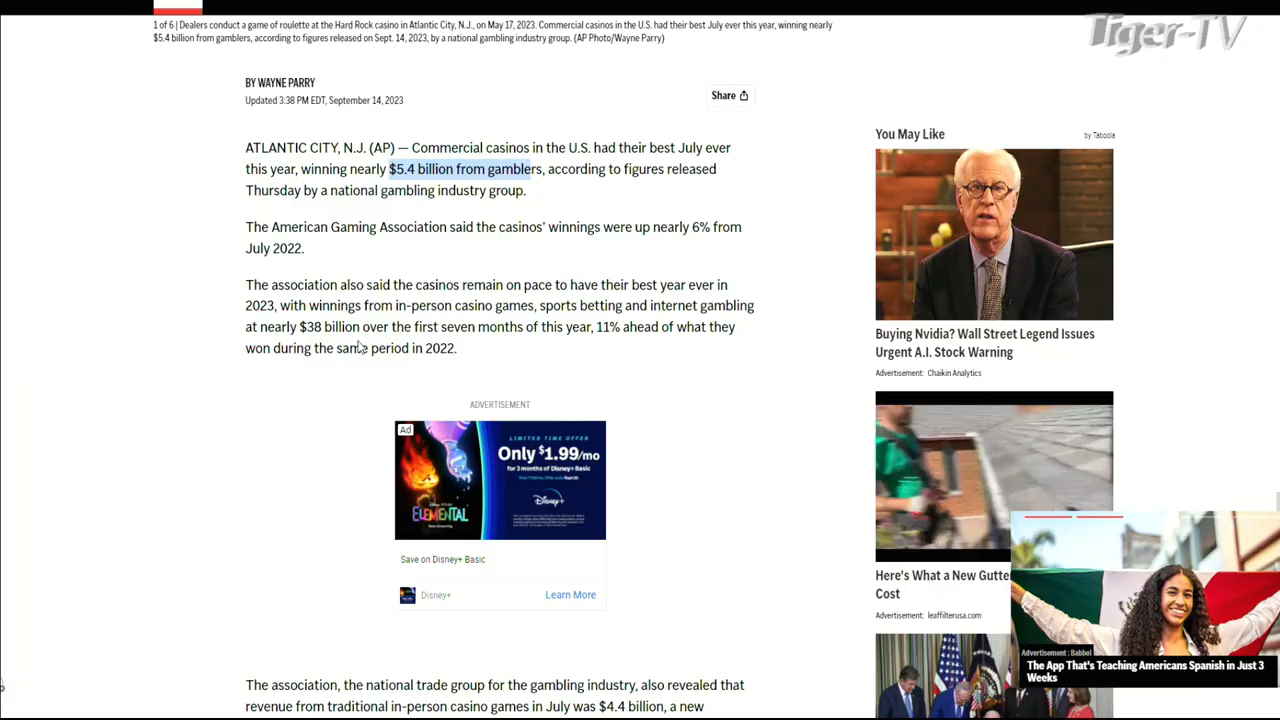 1 of 6 | Dealers conduct a game of roulette at the Hard Rock casino in Atlantic City, N.J., on May 17, 2023. Commercial casinos in the U.S. had their best July ever this year, winning nearly
$5.4 billion from gamblers, according to figures released on Sept. 14, 2023, by a national gambling industry group. (AP Photo/Wayne Parry)
Tiger-TV
BY WAYNE PARRY
Updated 3:38 PM EDT, September 14, 2023
Share
ATLANTIC CITY, N.J. (AP) — Commercial casinos in the U.S. had their best July ever
this year, winning nearly $5.4 billion from gamblers, according to figures released
Thursday by a national gambling industry group.
The American Gaming Association said the casinos' winnings were up nearly 6% from
July 2022.
The association also said the casinos remain on pace to have their best year ever in
2023, with winnings from in-person casino games, sports betting and internet gambling
at nearly $38 billion over the first seven months of this year, 11% ahead of what they
won during the same period in 2022.
ADVERTISEMENT
Ad
LIMITED TIME OFFER
Only $1.99/mo
for 3 months of Disney+ Basic
Disney+
ELEMENTAL
Save on Disney+ Basic
Disney+
Learn More
The association, the national trade group for the gambling industry, also revealed that
revenue from traditional in-person casino games in July was $4.4 billion, a new
You May Like
by Taboola
Buying Nvidia? Wall Street Legend Issues
Urgent A.I. Stock Warning
Advertisement: Chaikin Analytics
Here's What a New Gutte
Cost
Advertisement: leaffilterusa.com
Advertisement : Babbel
The App That's Teaching Americans Spanish in Just 3
Weeks